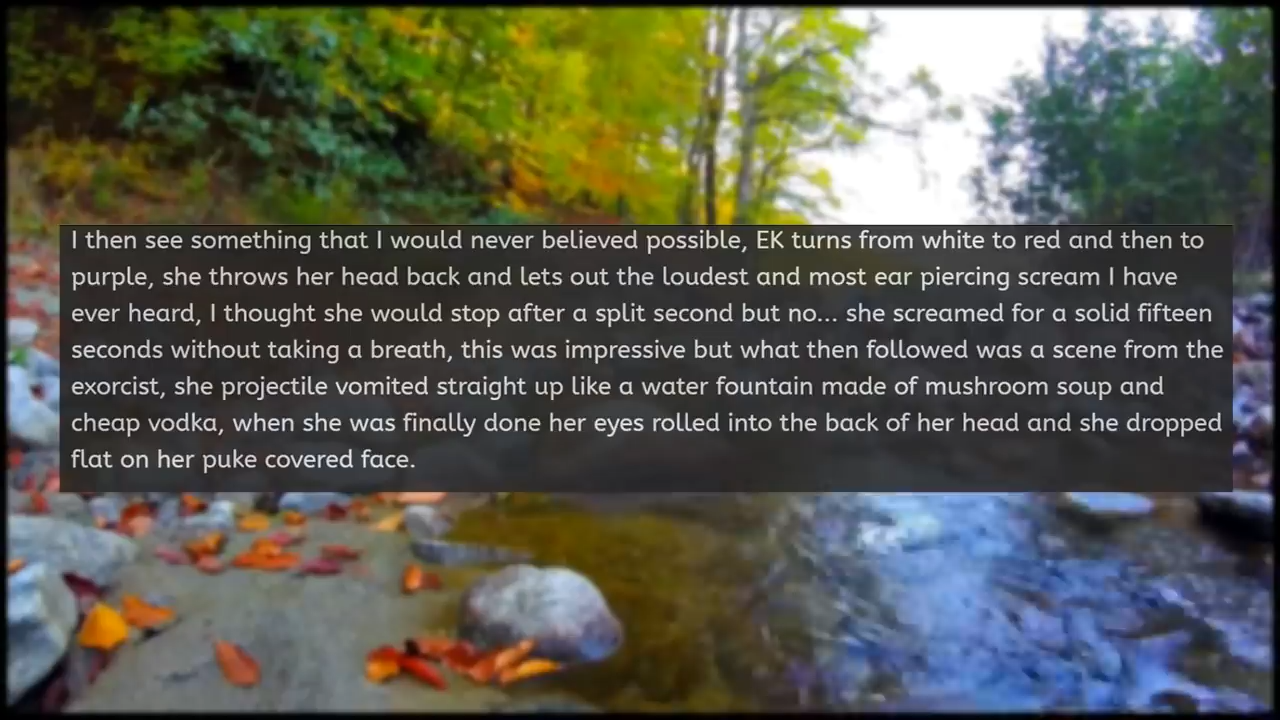 I then see something that I would never believed possible, EK turns from white to red and then to
purple, she throws her head back and lets out the loudest and most ear piercing scream I have
ever heard, I thought she would stop after a split second but no... she screamed for a solid fifteen
seconds without taking a breath, this was impressive but what then followed was a scene from the
exorcist, she projectile vomited straight up like a water fountain made of mushroom soup and
cheap vodka, when she was finally done her eyes rolled into the back of her head and she dropped
flat on her puke covered face.